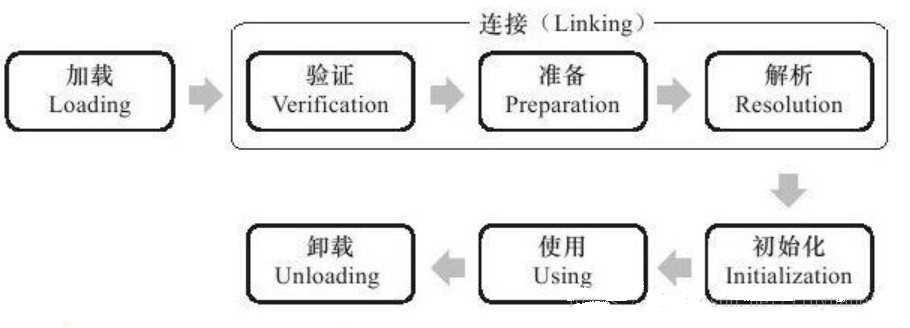 连接（Linking）
加载
Loading
验证
Verification
准备
Preparation
解析
Resolution
卸载
Unloading
使用
Using
初始化
Initialization